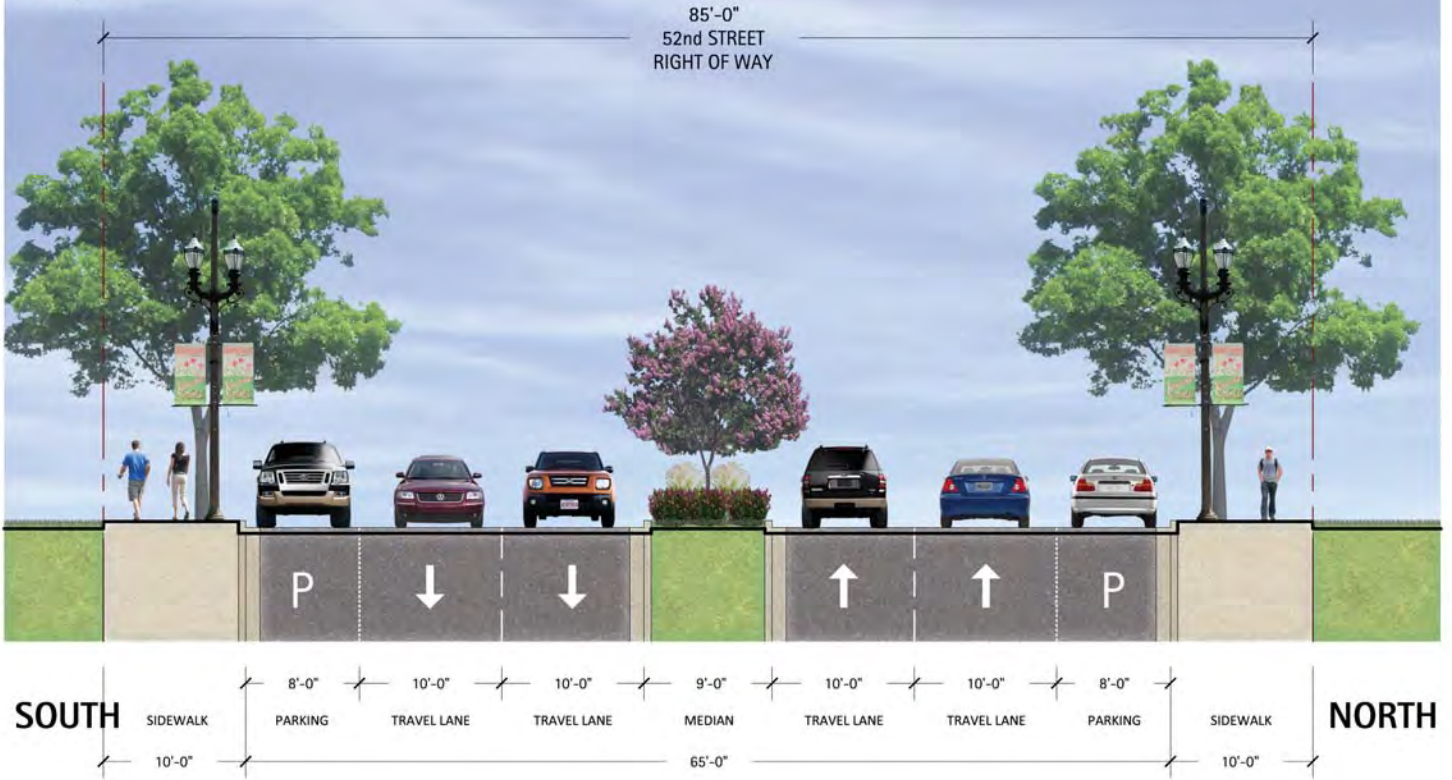 85'-0"
52nd STREET
RIGHT OF WAY
P
P
8'-0" 10'-0" 10'-0" 9'-0" 10'-0" 10'-0" 8'-0"
SOUTH SIDEWALK PARKING TRAVEL LANE TRAVEL LANE MEDIAN TRAVEL LANE TRAVEL LANE PARKING SIDEWALK NORTH
10'-0" 65'-0" 10'-0"